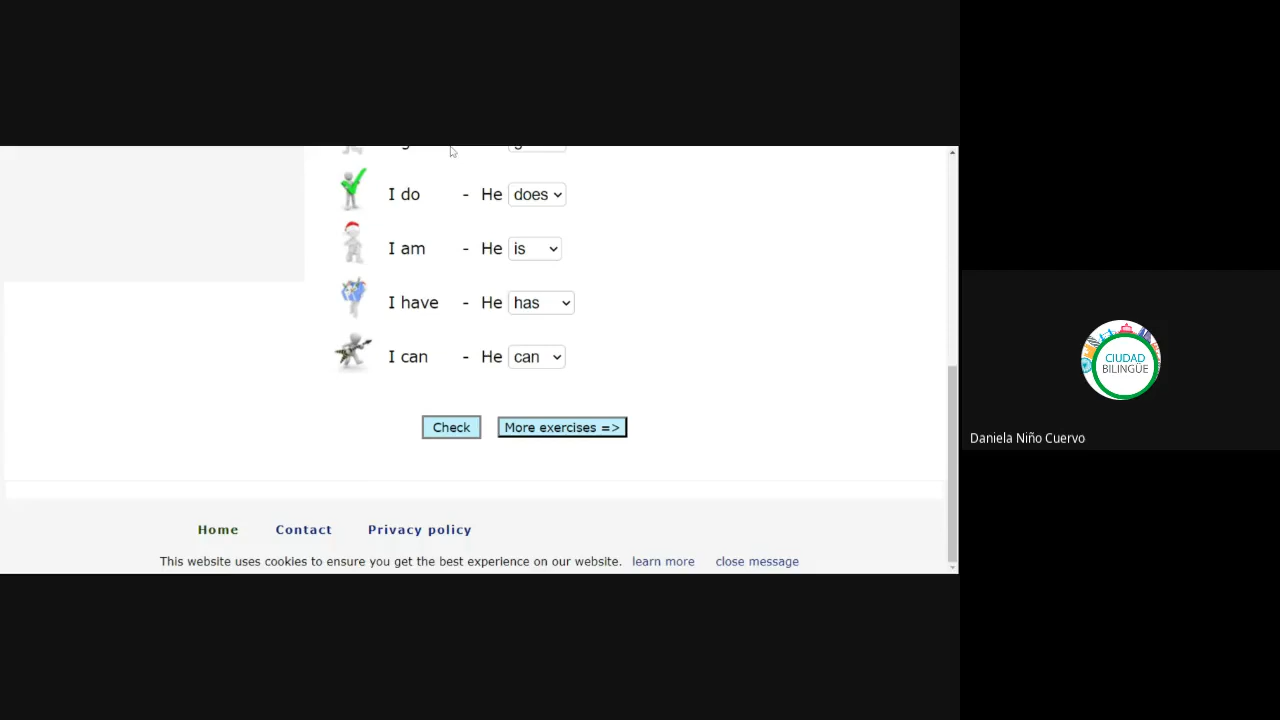 I do - He does
I am - He is
I have - He has
I can - He can
Check More exercises =>
CIUDAD
BILINGÜE
Daniela Niño Cuervo
Home Contact Privacy policy
This website uses cookies to ensure you get the best experience on our website. learn more close message